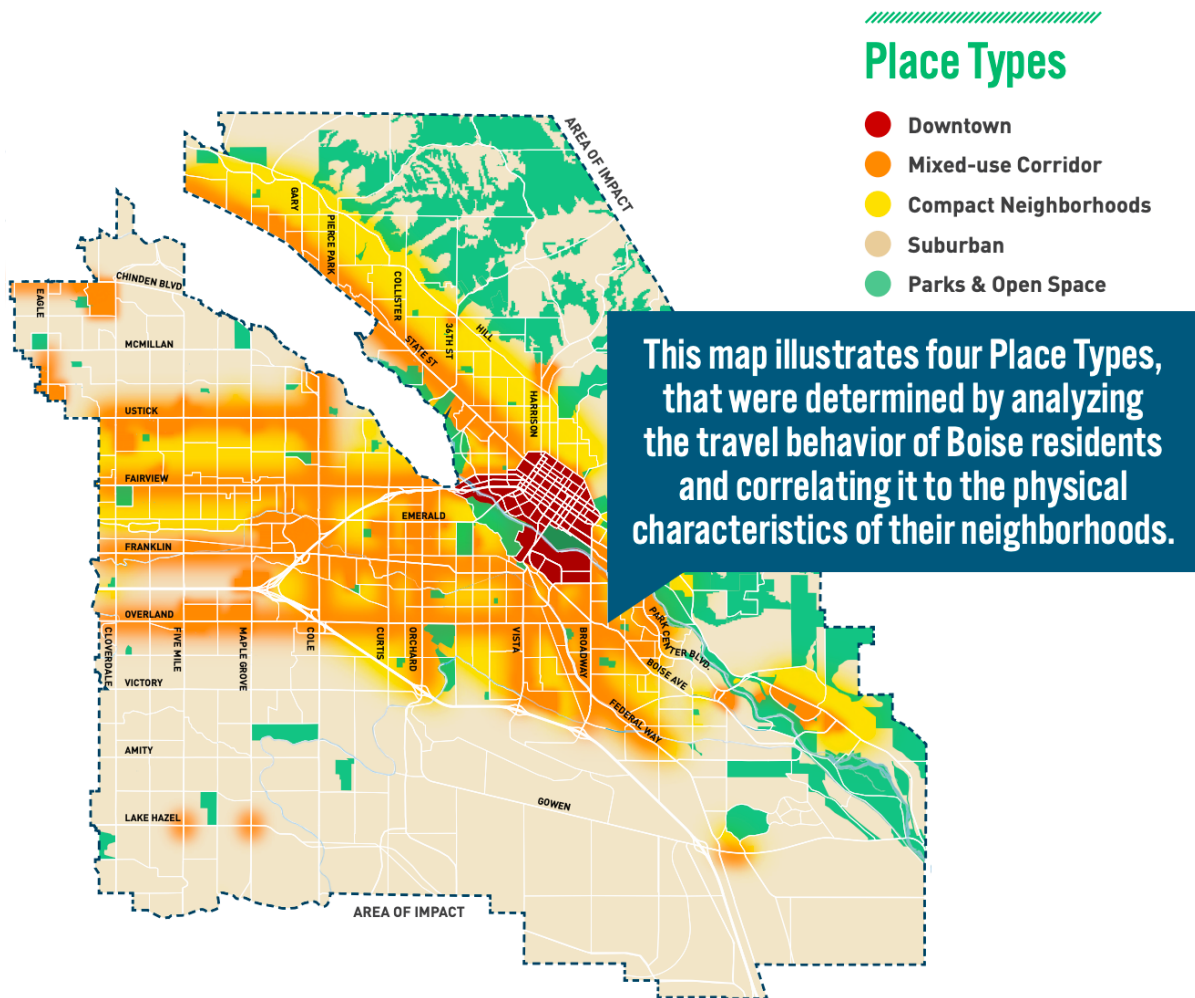 Place Types
Downtown
Mixed-use Corridor
Compact Neighborhoods
Suburban
Parks & Open Space
This map illustrates four Place Types,
that were determined by analyzing
the travel behavior of Boise residents
and correlating it to the physical
characteristics of their neighborhoods.
AREA OF IMPACT
GARY
PIERCE PARK
COLLISTER
36TH ST
HILL
HARRISON
STATE ST
CHINDEN BLVD
EAGLE
MCMILLAN
USTICK
FAIRVIEW
EMERALD
FRANKLIN
OVERLAND
CLOVERDALE
FIVE MILE
MAPLE GROVE
COLE
CURTIS
ORCHARD
VISTA
BROADWAY
PARK CENTER BLVD.
BOISE AVE
FEDERAL WAY
VICTORY
AMITY
GOWEN
LAKE HAZEL
AREA OF IMPACT